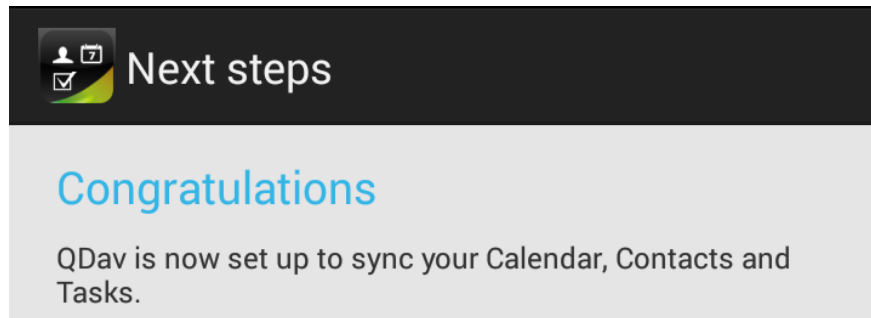 7
Next steps
Congratulations
QDav is now set up to sync your Calendar, Contacts and
Tasks.